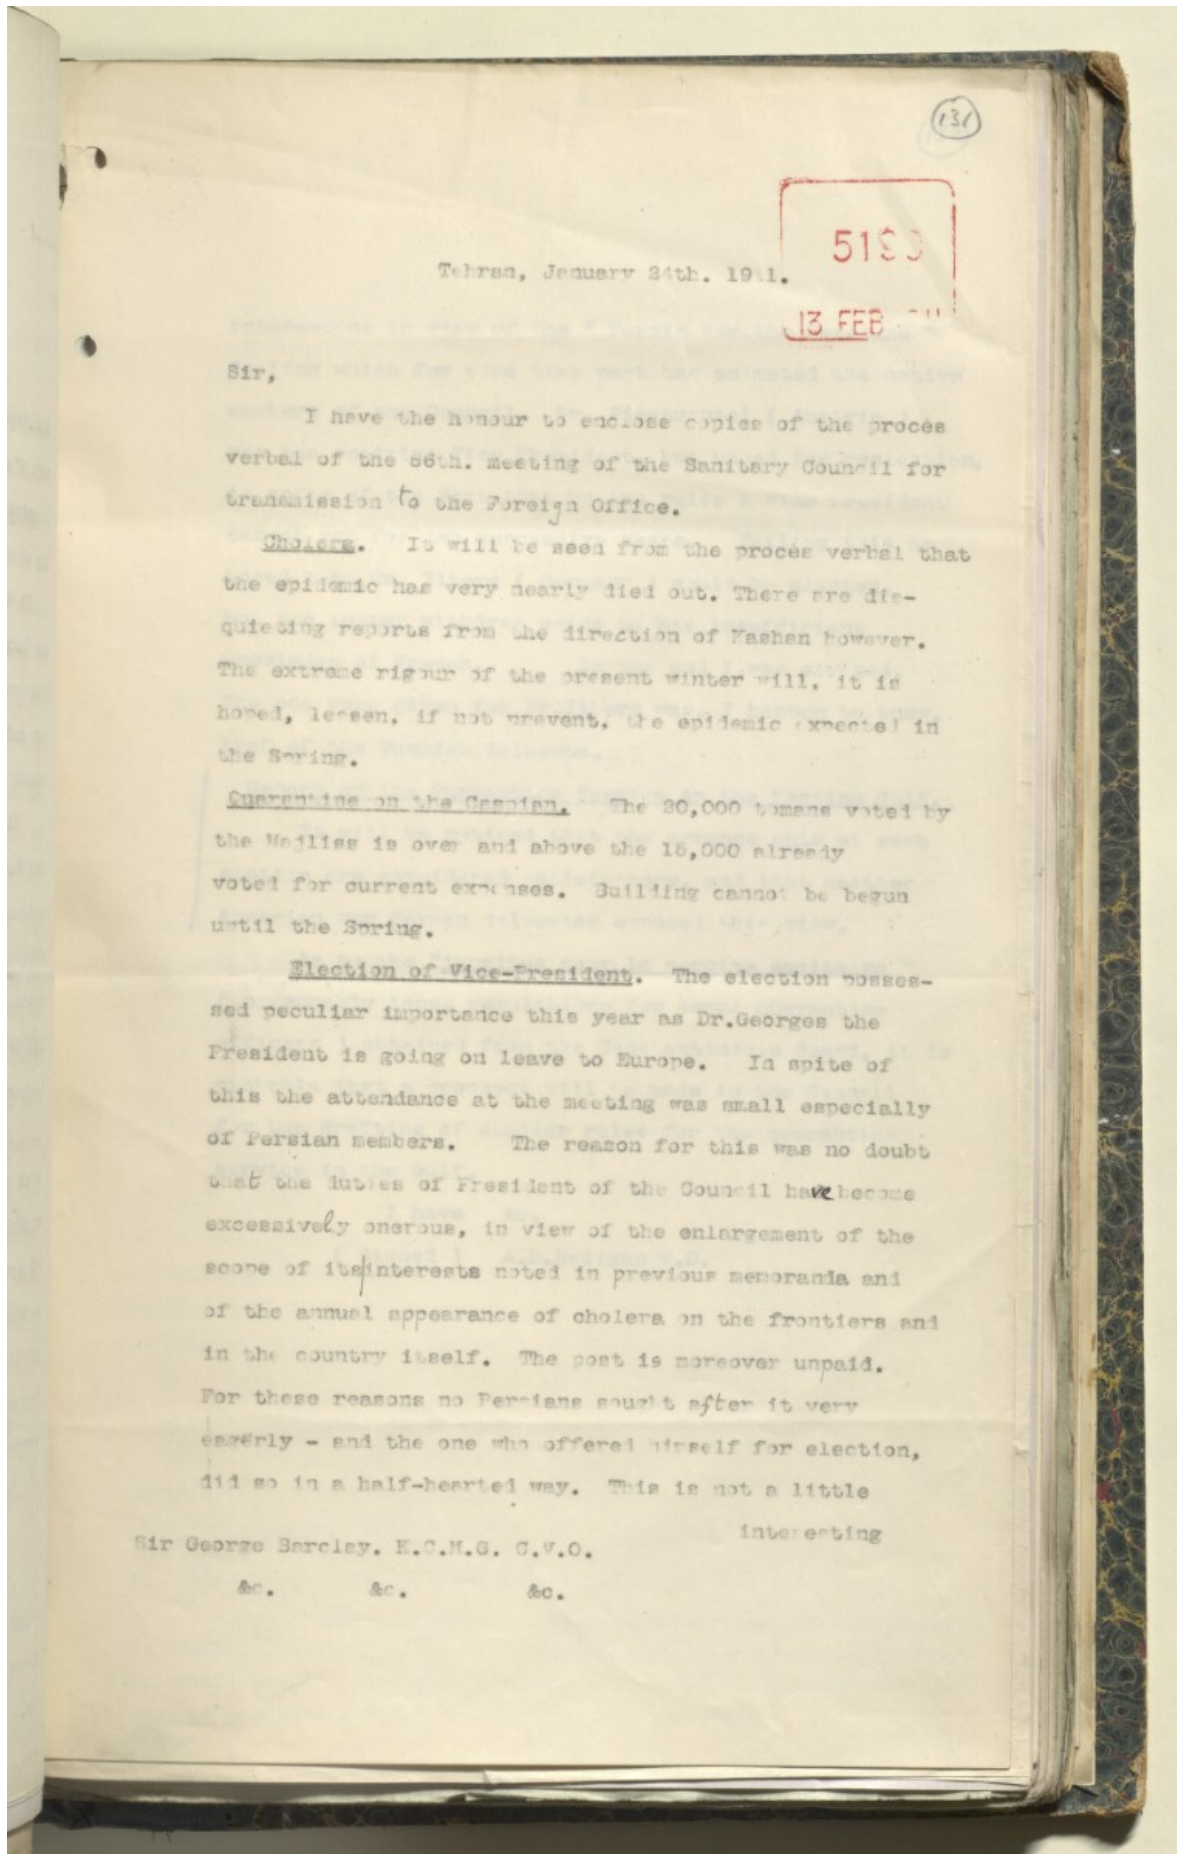 131
519
13 FEB
Tehran, January 24th. 1911.
Sir,
I have the honour to enclose copies of the procès
verbal of the 86th. meeting of the Sanitary Council for
transmission to the Foreign Office.
Cholera. It will be seen from the procès verbal that
the epidemic has very nearly died out. There are dis-
quieting reports from the direction of Kashan however.
The extreme rigour of the present winter will, it is
hoped, lessen, if not prevent, the epidemic expected in
the Spring.
Quarantine on the Caspian. The 20,000 tomans voted by
the Mejliss is over and above the 15,000 already
voted for current expenses. Building cannot be begun
until the Spring.
Election of Vice-President. The election posses-
sed peculiar importance this year as Dr.Georges the
President is going on leave to Europe. In spite of
this the attendance at the meeting was small especially
of Persian members. The reason for this was no doubt
that the duties of President of the Council have become
excessively onerous, in view of the enlargement of the
scope of its interests noted in previous memoranda and
of the annual appearance of cholera on the frontiers and
in the country itself. The post is moreover unpaid.
For these reasons no Persians sought after it very
eagerly - and the one who offered himself for election,
did so in a half-hearted way. This is not a little
interesting
Sir George Barclay. K.C.M.G. C.V.O.
&c. &c. &c.